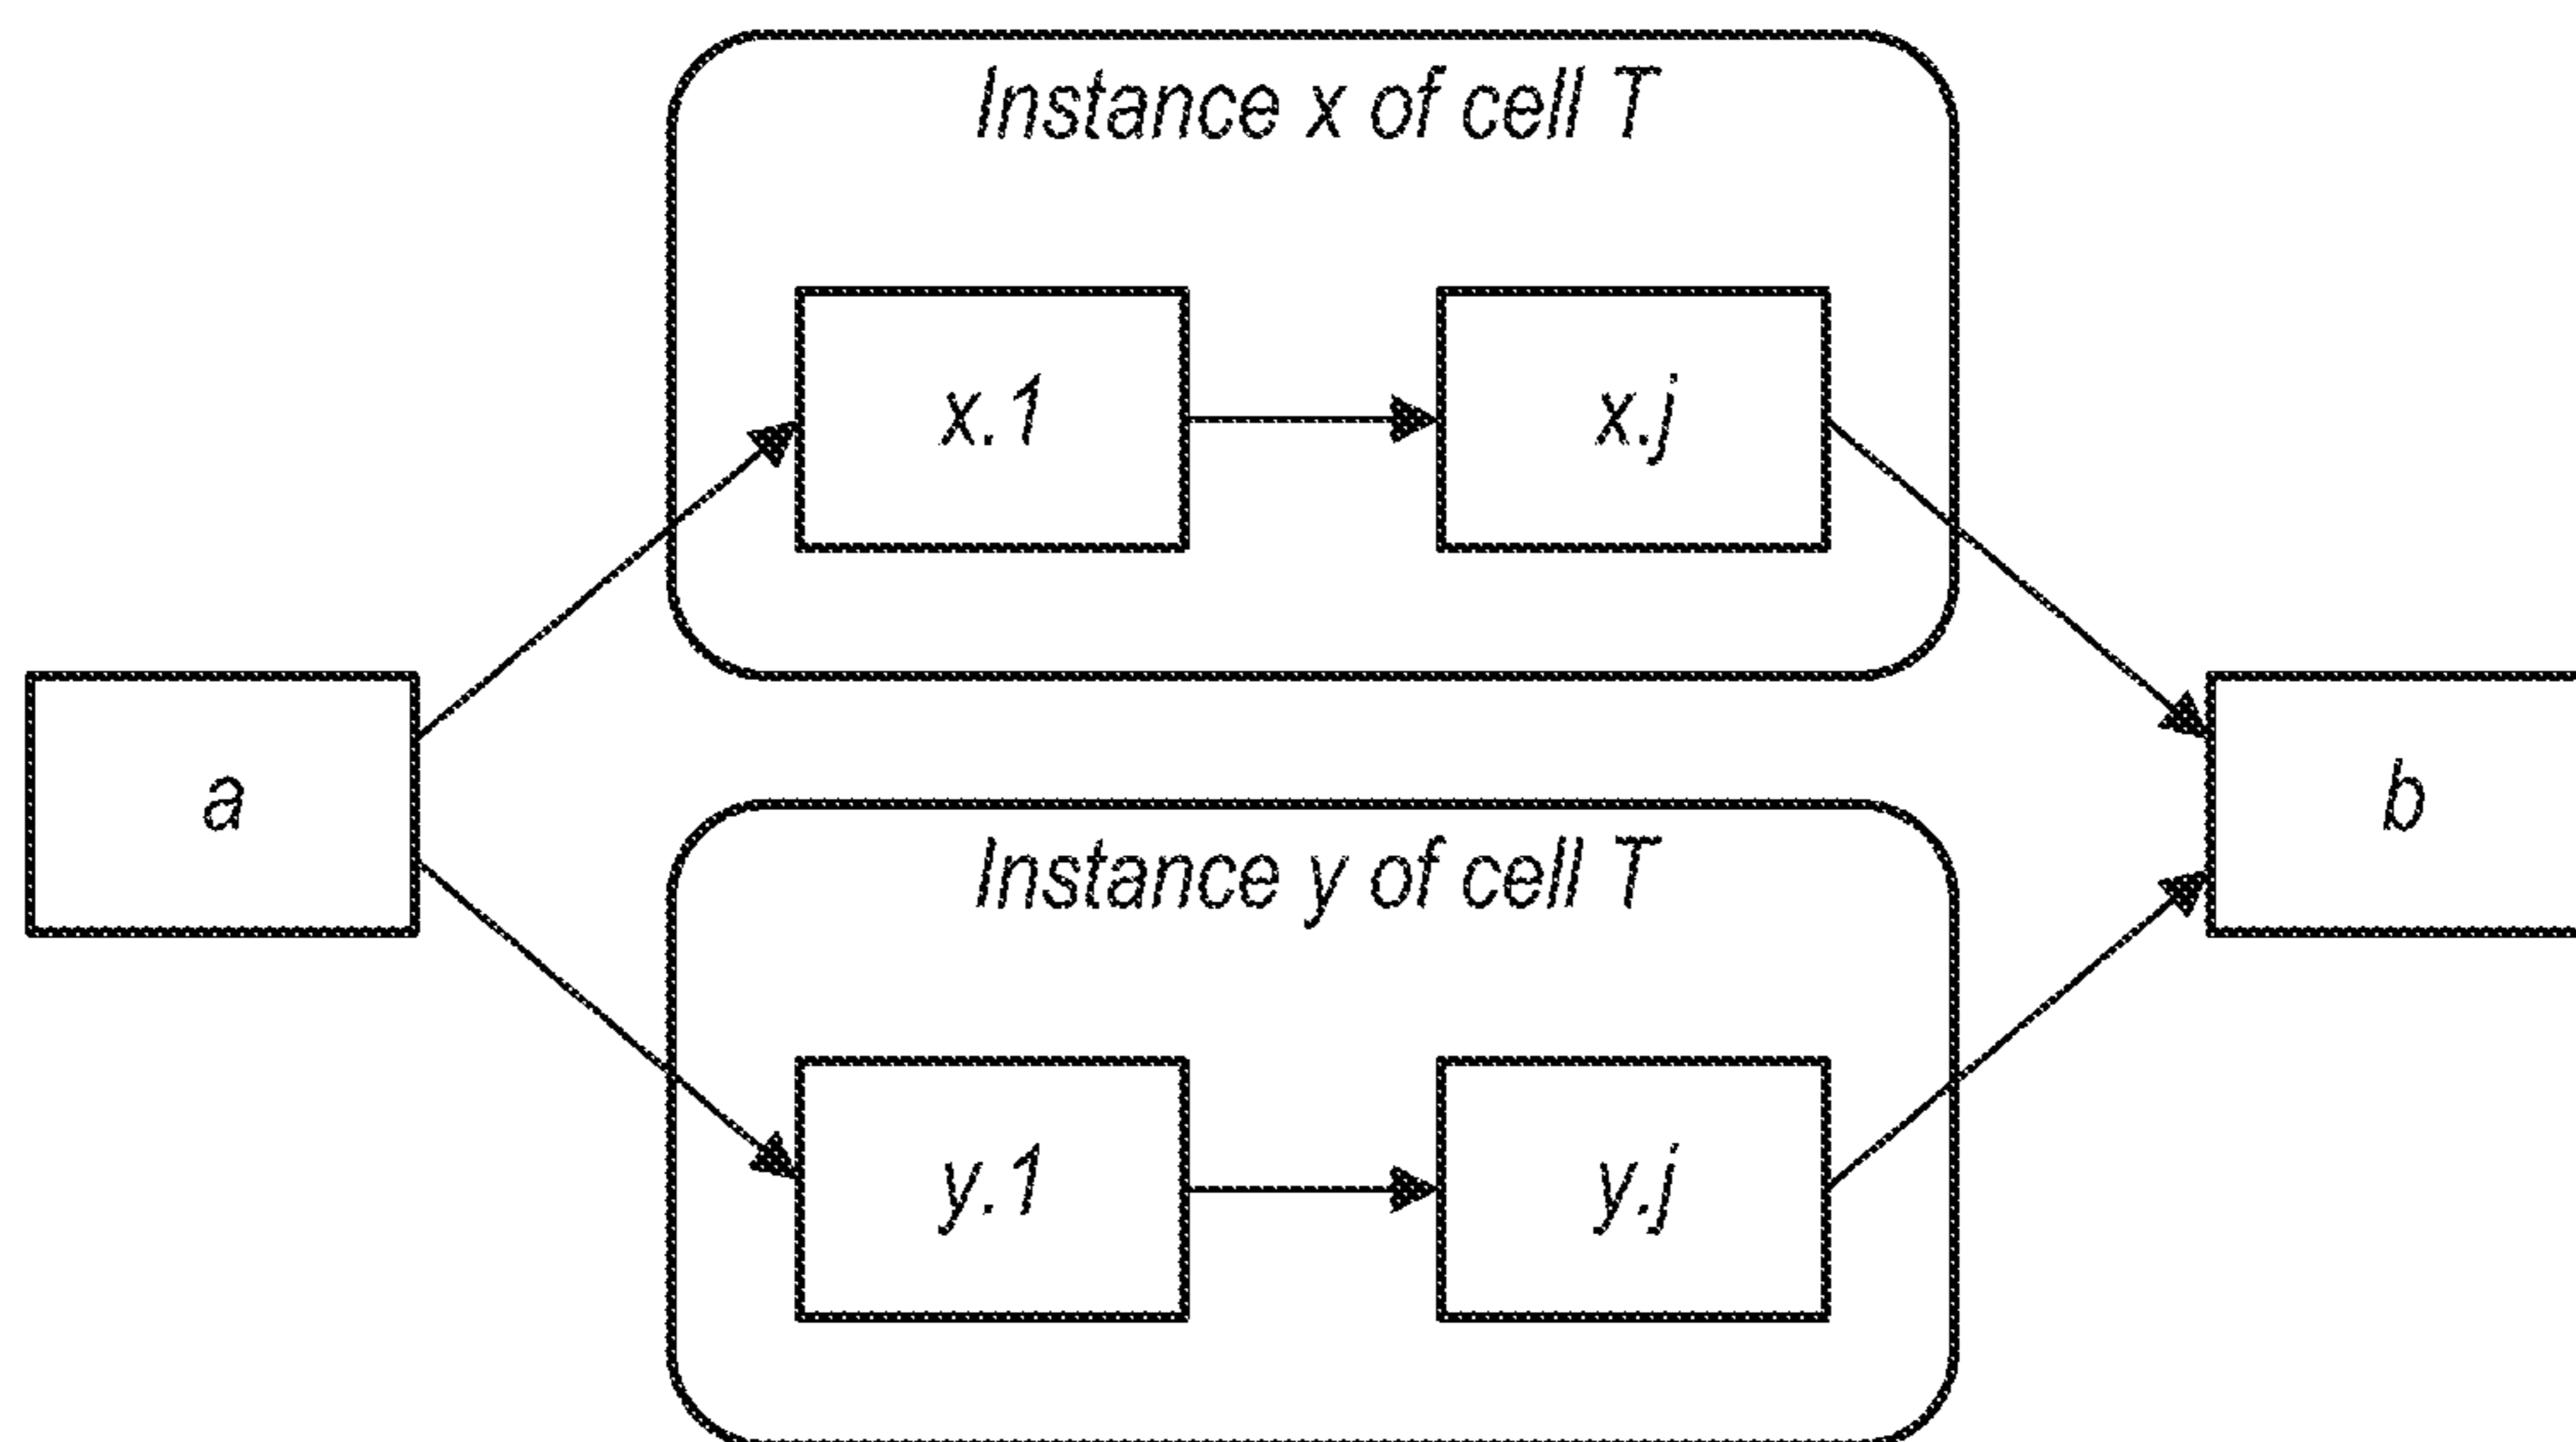 Instance x of cell T
x.1
x.j
a
b
Instance y of cell T
y.1
y.j